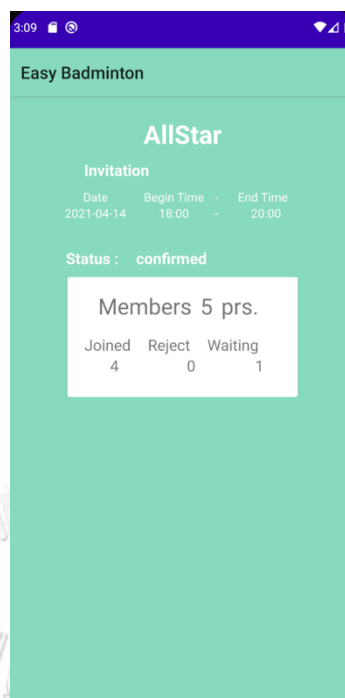 3:09
Easy Badminton
AllStar
Invitation
Date Begin Time - End Time
2021-04-14 18:00 - 20:00
Status : confirmed
Members 5 prs.
Joined Reject Waiting
4 0 1